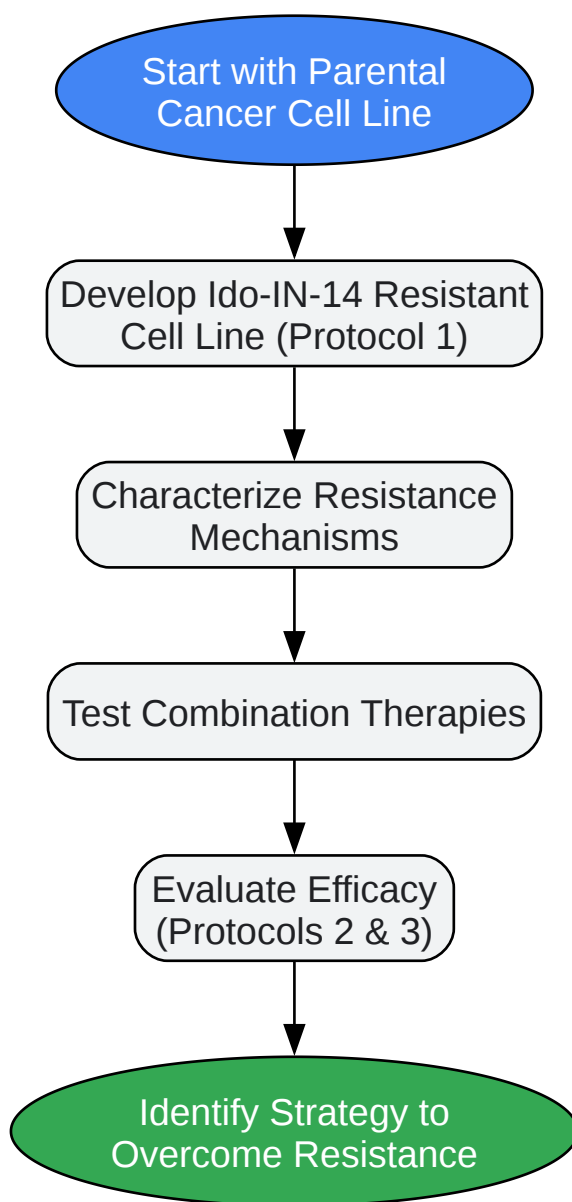 Start with Parental
Cancer Cell Line
Develop Ido-IN-14 Resistant
Cell Line (Protocol 1)
Characterize Resistance
Mechanisms
Test Combination Therapies
Evaluate Efficacy
(Protocols 2 & 3)
Identify Strategy to
Overcome Resistance